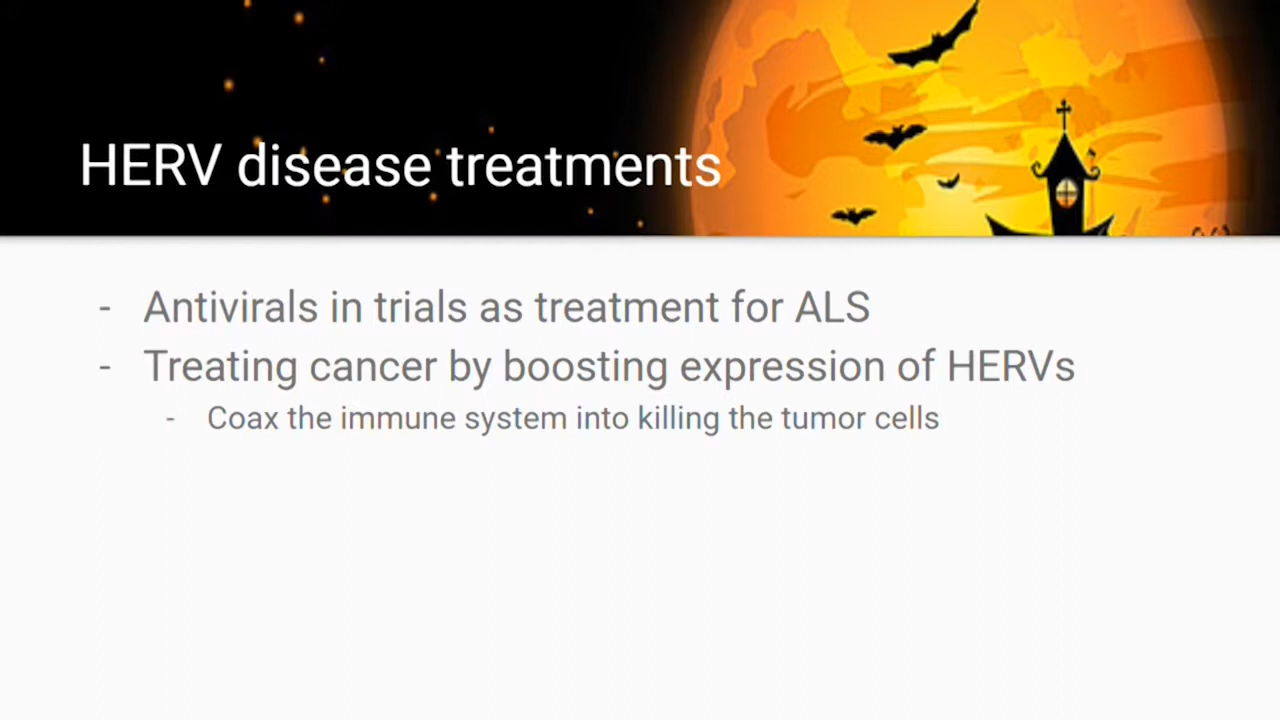 HERV disease treatments
- Antivirals in trials as treatment for ALS
- Treating cancer by boosting expression of HERVs
- Coax the immune system into killing the tumor cells